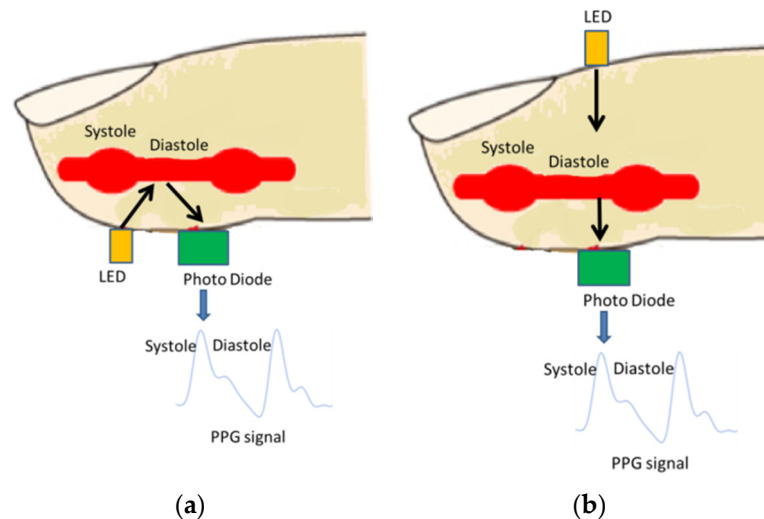 Systole
Diastole
LED
Photo Diode
Systole Diastole
PPG signal
(a)
LED
Systole
Diastole
Photo Diode
Systole Diastole
PPG signal
(b)